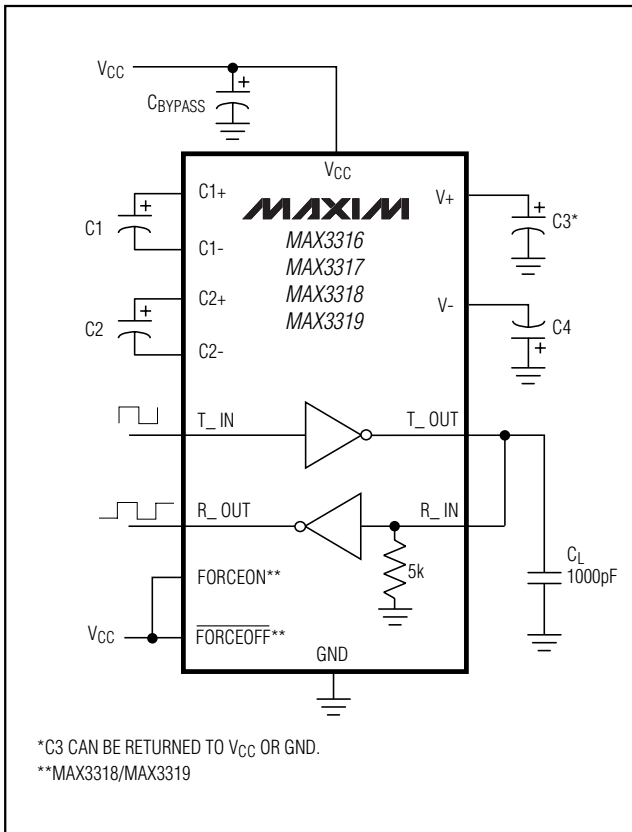 VCC
CBYPASS
VCC
C1+
V+
MAXIM
C1
C3*
C1-
MAX3316
MAX3317
C2+
MAX3318
V-
MAX3319
C2
C4
C2-
T_ IN
T_ OUT
R_ OUT
R_ IN
5k
CL
1000pF
FORCEON**
VCC
FORCEOFF**
GND
*C3 CAN BE RETURNED TO VCC OR GND.
**MAX3318/MAX3319